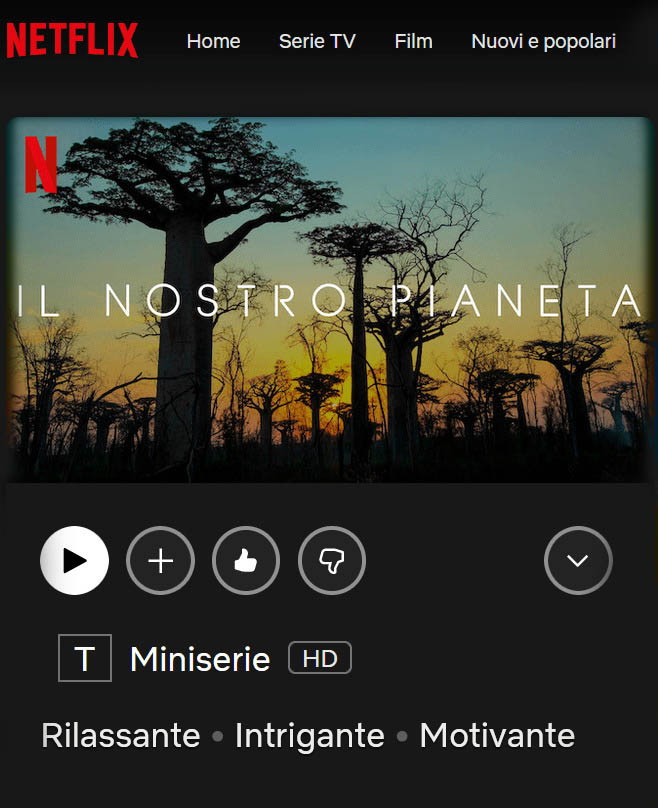 NETFLIX Home Serie TV Film Nuovi e popolari
N
IL NOSTRO PIANETA
T Miniserie HD
Rilassante • Intrigante • Motivante